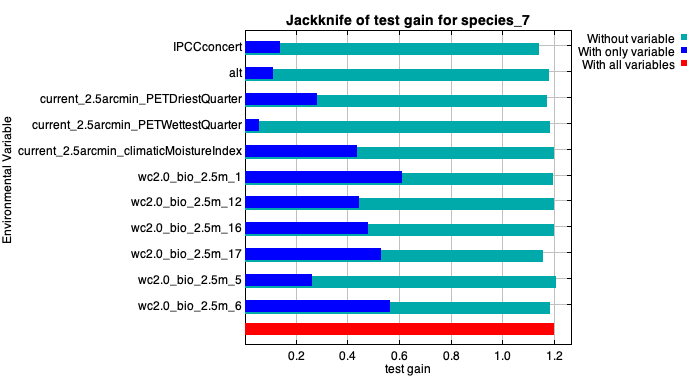 Jackknife of test gain for species_7
Without variable
With only variable
With all variables
Environmental Variable
IPCCconcert
alt
current_2.5arcmin_PETDriestQuarter
current_2.5arcmin_PETWettestQuarter
current_2.5arcmin_climaticMoistureIndex
wc2.0_bio_2.5m_1
wc2.0_bio_2.5m_12
wc2.0_bio_2.5m_16
wc2.0_bio_2.5m_17
wc2.0_bio_2.5m_5
wc2.0_bio_2.5m_6
0.2 0.4 0.6 0.8 1.0 1.2
test gain